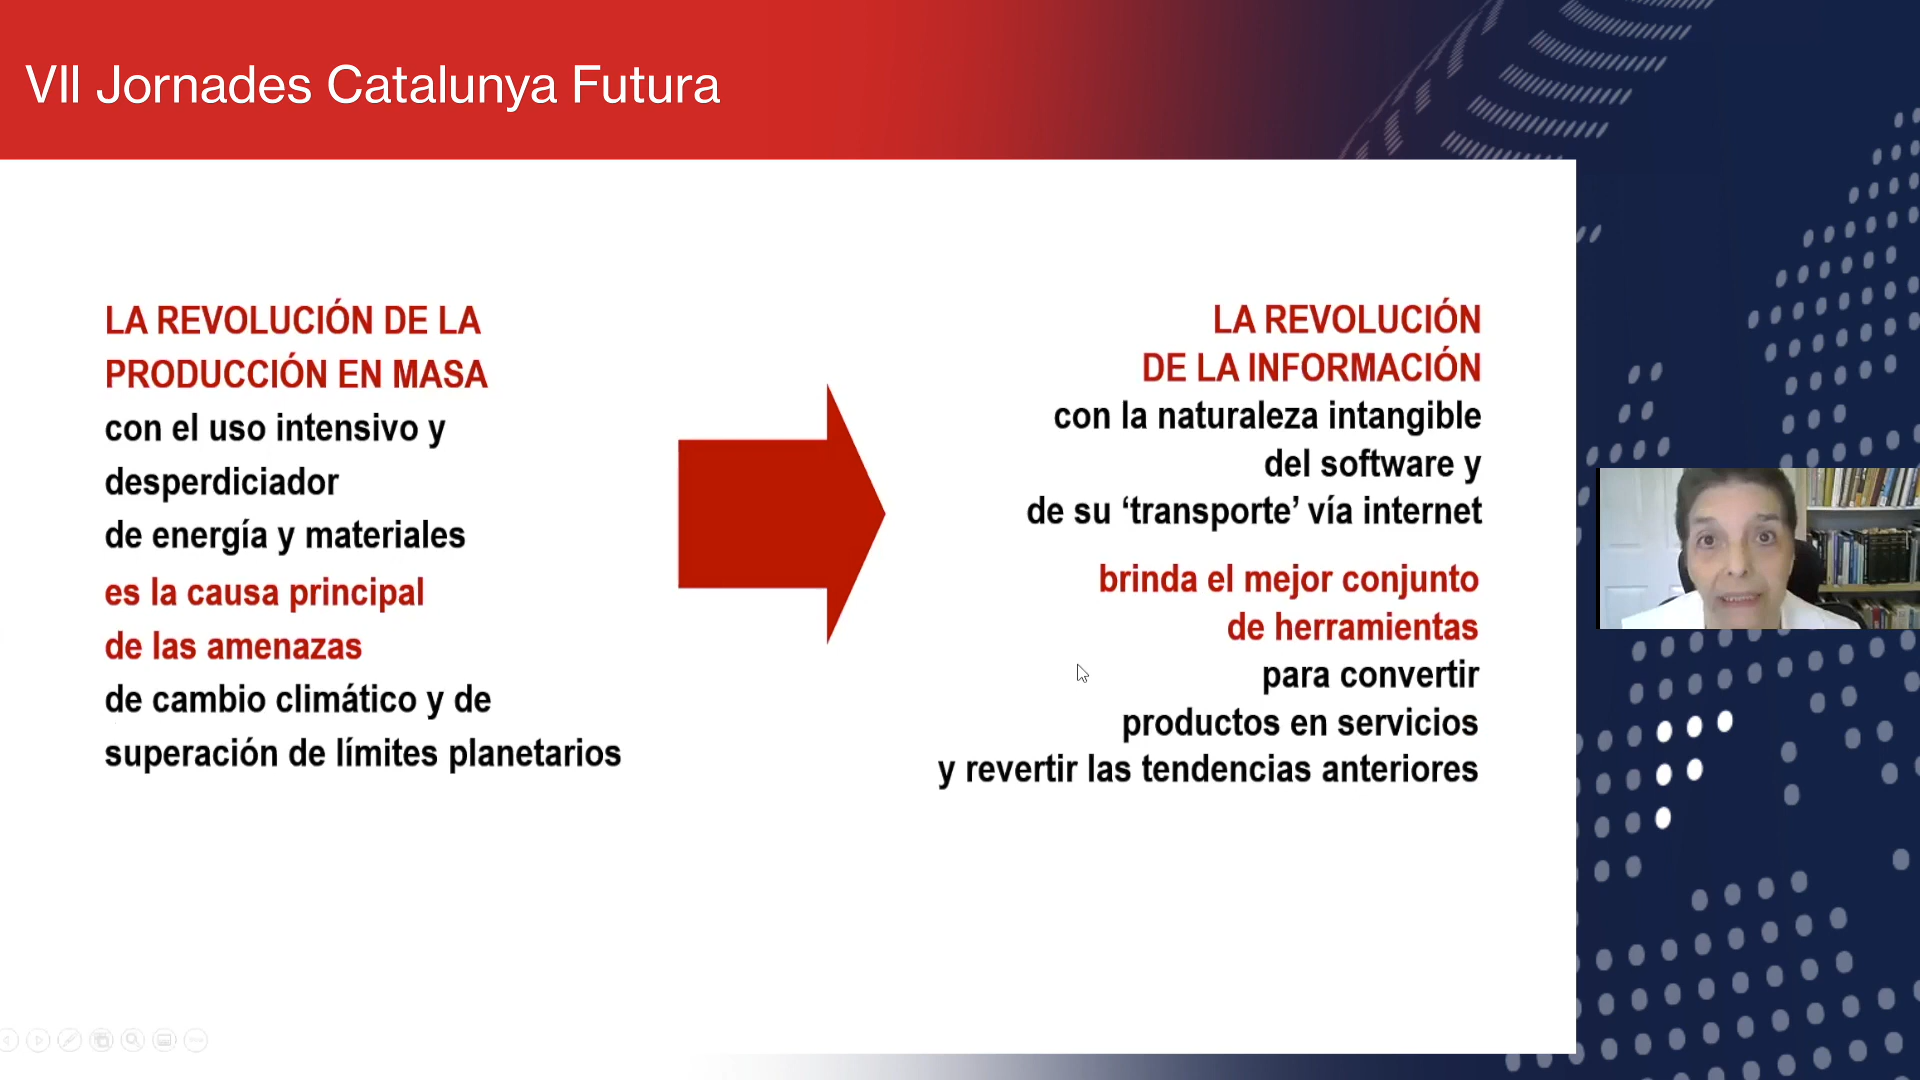 VII Jornades Catalunya Futura
LA REVOLUCIÓN DE LA
PRODUCCIÓN EN MASA
con el uso intensivo y
desperdiciador
de energía y materiales
es la causa principal
de las amenazas
de cambio climático y de
superación de límites planetarios
LA REVOLUCIÓN
DE LA INFORMACIÓN
con la naturaleza intangible
del software y
de su ‘transporte’ vía internet
brinda el mejor conjunto
de herramientas
para convertir
productos en servicios
y revertir las tendencias anteriores